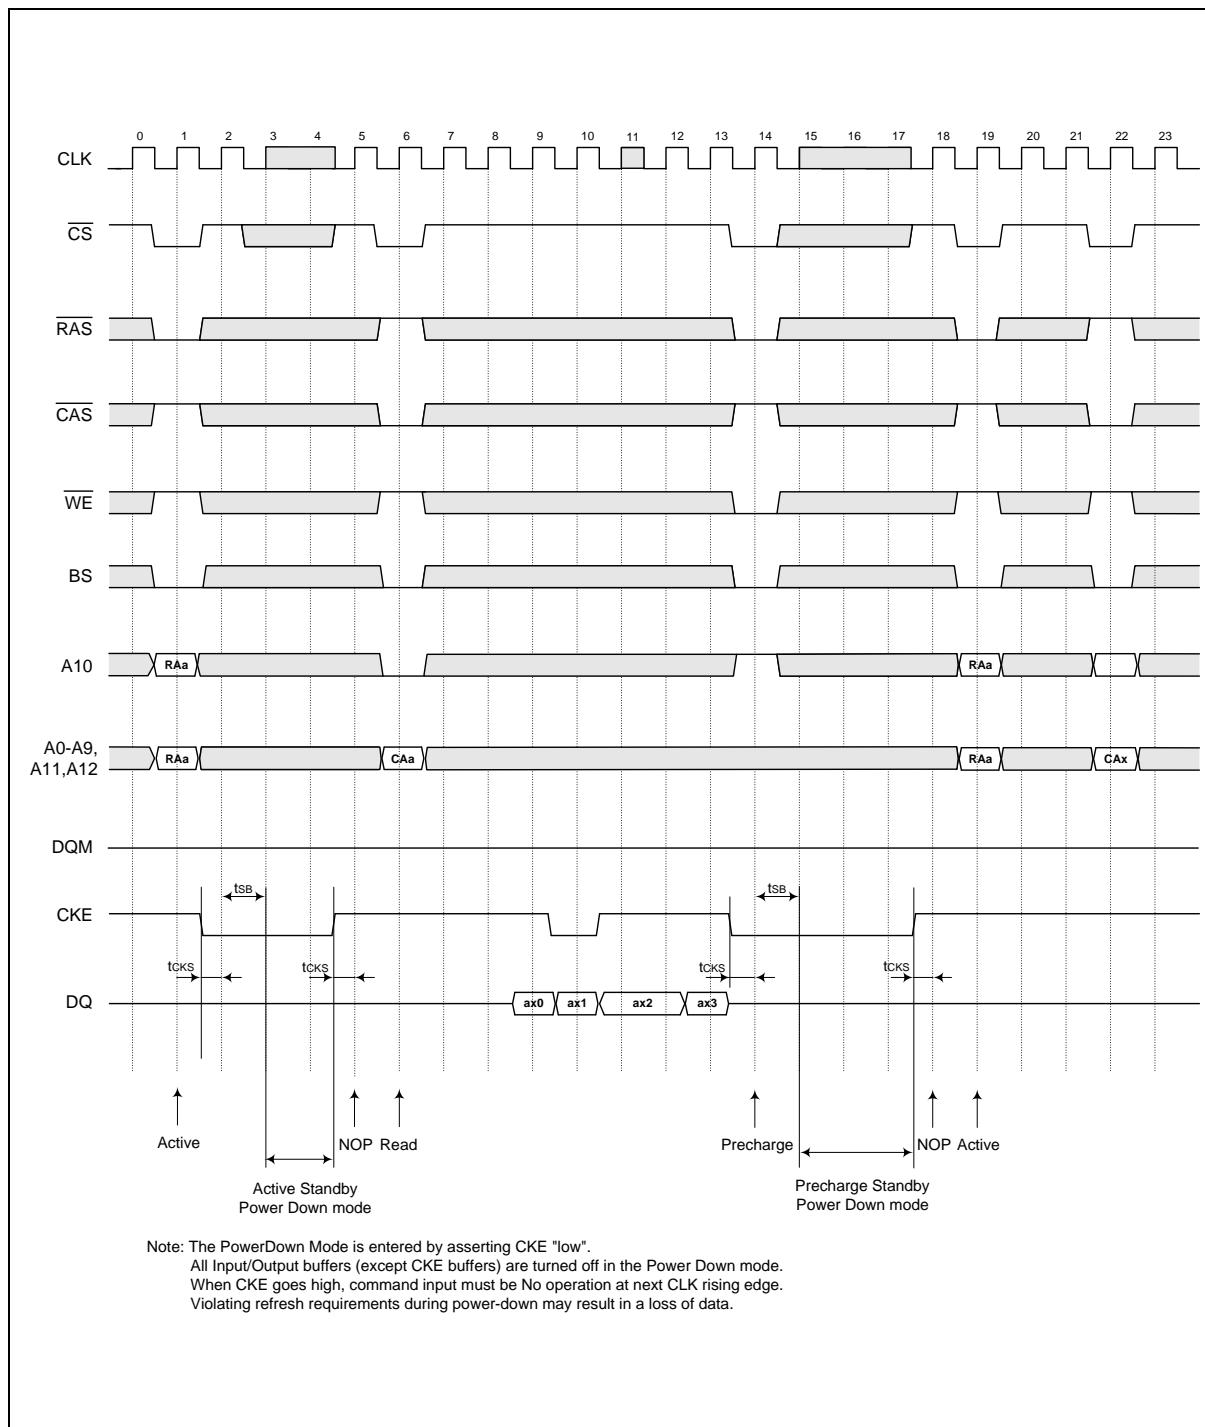 0 1 2 3 4 5 6 7 8 9 10 11 12 13 14 15 16 17 18 19 20 21 22 23
CLK
CS
RAS
CAS
WE
BS
A10 RAa RAa
A0-A9,
A11,A12 RAa CAa RAa CAx
DQM
tSB tSB
CKE
tCKS tCKS tCKS tCKS
DQ ax0 ax1 ax2 ax3
Active NOP Read Precharge NOP Active
Active Standby
Power Down mode
Precharge Standby
Power Down mode
Note: The PowerDown Mode is entered by asserting CKE "low".
All Input/Output buffers (except CKE buffers) are turned off in the Power Down mode.
When CKE goes high, command input must be No operation at next CLK rising edge.
Violating refresh requirements during power-down may result in a loss of data.